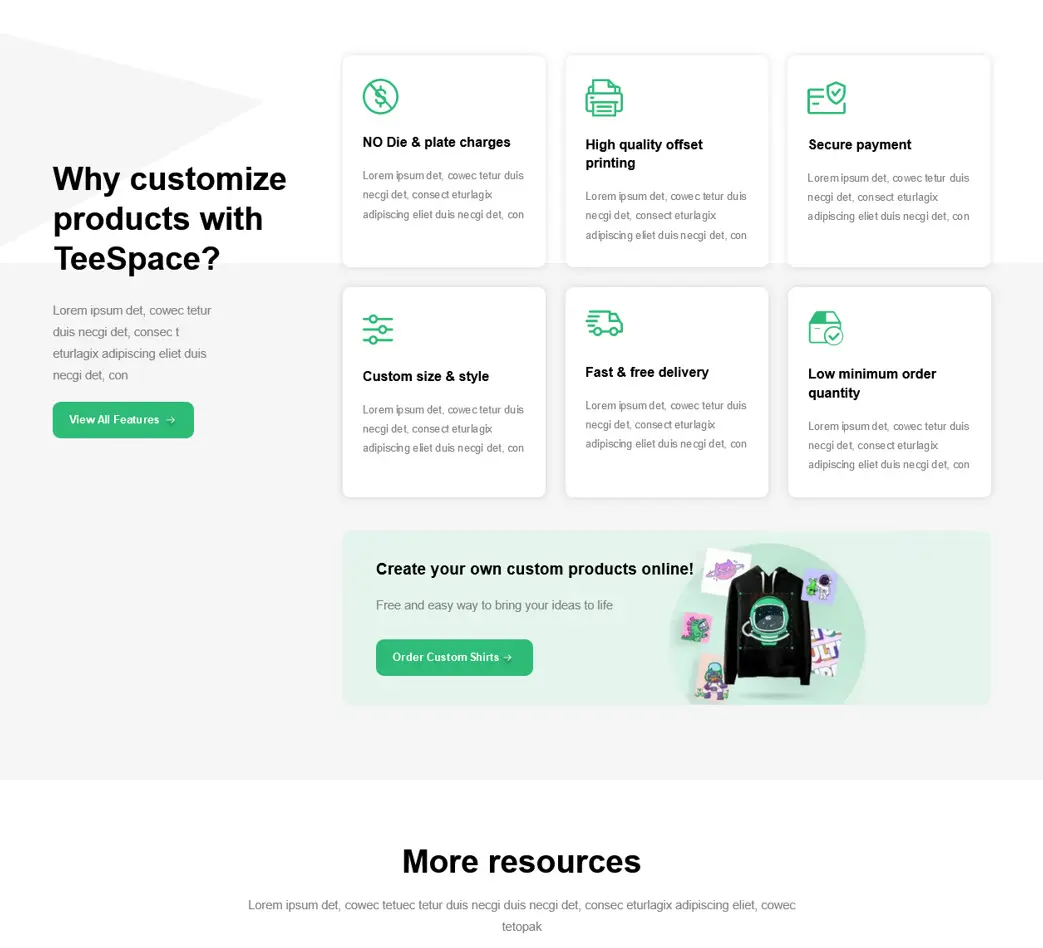 Why customize
products with
TeeSpace?
Lorem ipsum det, cowec tetur
duis necgi det, consec t
eturlagix adipiscing eliet duis
necgi det, con
View All Features →
NO Die & plate charges
Lorem ipsum det, cowec tetur duis
necgi det, consect eturlagix
adipiscing eliet duis necgi det, con
High quality offset
printing
Lorem ipsum det, cowec tetur duis
necgi det, consect eturlagix
adipiscing eliet duis necgi det, con
Secure payment
Lorem ipsum det, cowec tetur duis
necgi det, consect eturlagix
adipiscing eliet duis necgi det, con
Custom size & style
Lorem ipsum det, cowec tetur duis
necgi det, consect eturlagix
adipiscing eliet duis necgi det, con
Fast & free delivery
Lorem ipsum det, cowec tetur duis
necgi det, consect eturlagix
adipiscing eliet duis necgi det, con
Low minimum order
quantity
Lorem ipsum det, cowec tetur duis
necgi det, consect eturlagix
adipiscing eliet duis necgi det, con
Create your own custom products online!
Free and easy way to bring your ideas to life
Order Custom Shirts →
More resources
Lorem ipsum det, cowec tetuec tetur duis necgi duis necgi det, consec eturlagix adipiscing eliet, cowec
tetopak